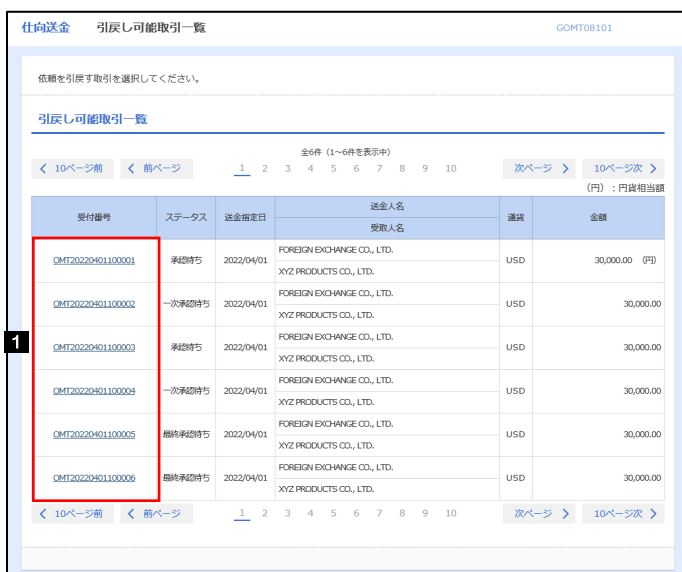 仕向送金 引戻し可能取引一覧 GOMT08101
依頼を引戻す取引を選択してください。
引戻し可能取引一覧
全6件（1～6件を表示中）
10ページ前 前ページ 1 2 3 4 5 6 7 8 9 10 次ページ 10ページ次
（円）：円貨相当額
受付番号 ステータス 送金指定日 送金人名 通貨 金額
受取人名
OMT20220401100001 承認待ち 2022/04/01 FOREIGN EXCHANGE CO., LTD. USD 30,000.00 （円）
XYZ PRODUCTS CO., LTD.
OMT20220401100002 一次承認待ち 2022/04/01 FOREIGN EXCHANGE CO., LTD. USD 30,000.00
XYZ PRODUCTS CO., LTD.
1
OMT20220401100003 承認待ち 2022/04/01 FOREIGN EXCHANGE CO., LTD. USD 30,000.00
XYZ PRODUCTS CO., LTD.
OMT20220401100004 一次承認待ち 2022/04/01 FOREIGN EXCHANGE CO., LTD. USD 30,000.00
XYZ PRODUCTS CO., LTD.
OMT20220401100005 最終承認待ち 2022/04/01 FOREIGN EXCHANGE CO., LTD. USD 30,000.00
XYZ PRODUCTS CO., LTD.
OMT20220401100006 最終承認待ち 2022/04/01 FOREIGN EXCHANGE CO., LTD. USD 30,000.00
XYZ PRODUCTS CO., LTD.
10ページ前 前ページ 1 2 3 4 5 6 7 8 9 10 次ページ 10ページ次